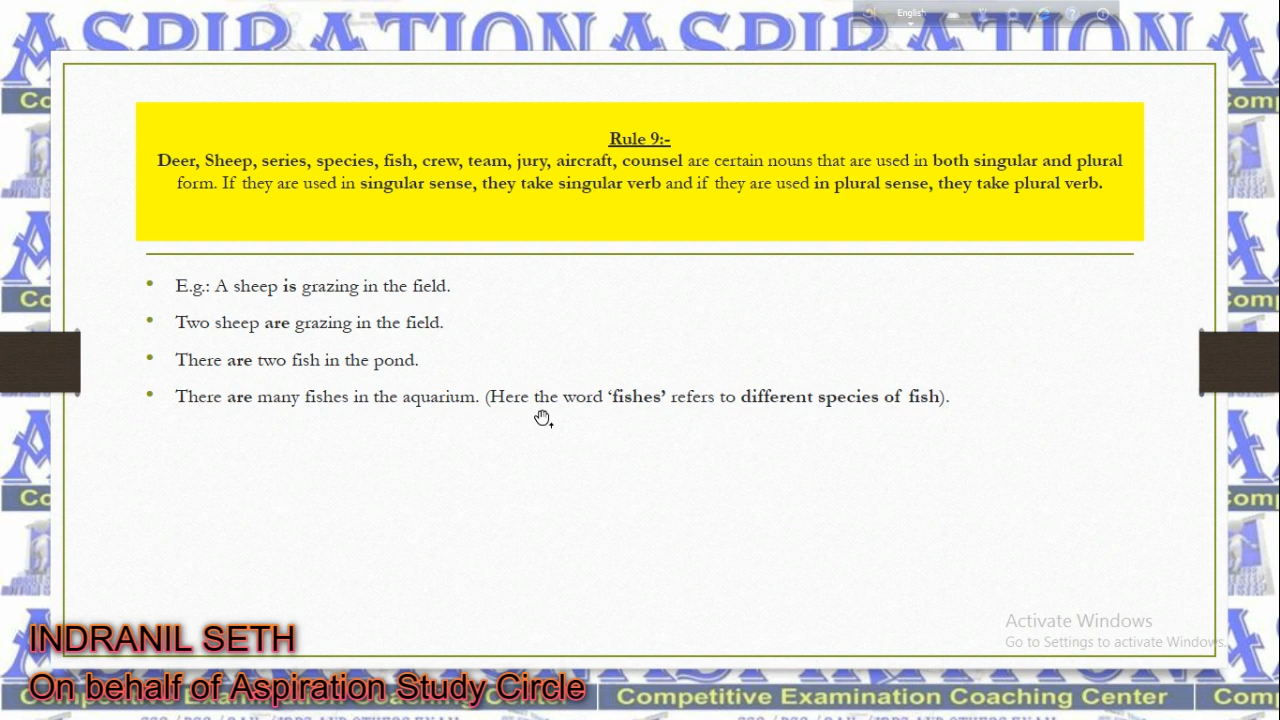 ASPIRATION
English
Rule 9:-
Deer, Sheep, series, species, fish, crew, team, jury, aircraft, counsel are certain nouns that are used in both singular and plural
form. If they are used in singular sense, they take singular verb and if they are used in plural sense, they take plural verb.
• E.g.: A sheep is grazing in the field.
• Two sheep are grazing in the field.
• There are two fish in the pond.
• There are many fishes in the aquarium. (Here the word ‘fishes’ refers to different species of fish).
Activate Windows
Go to Settings to activate Windows.
INDRANIL SETH
On behalf of Aspiration Study Circle
Competitive Examination Coaching Center